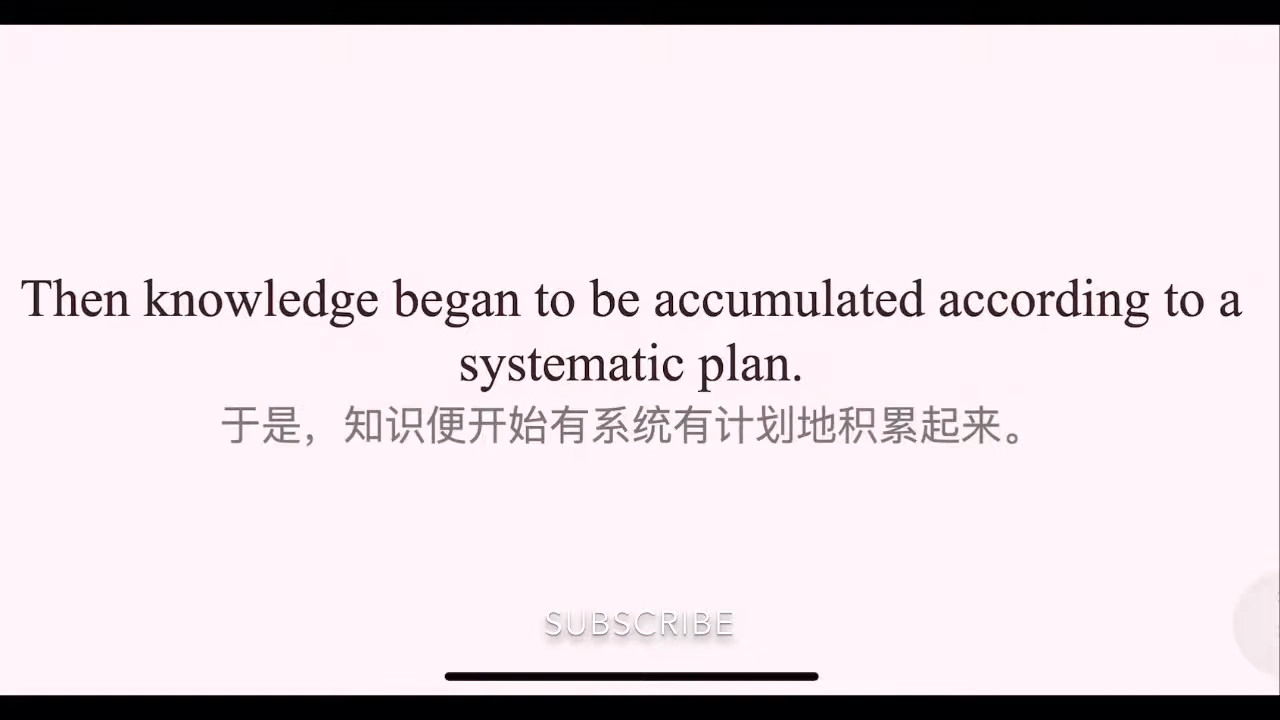 Then knowledge began to be accumulated according to a
systematic plan.
于是，知识便开始有系统有计划地积累起来。
SUBSCRIBE